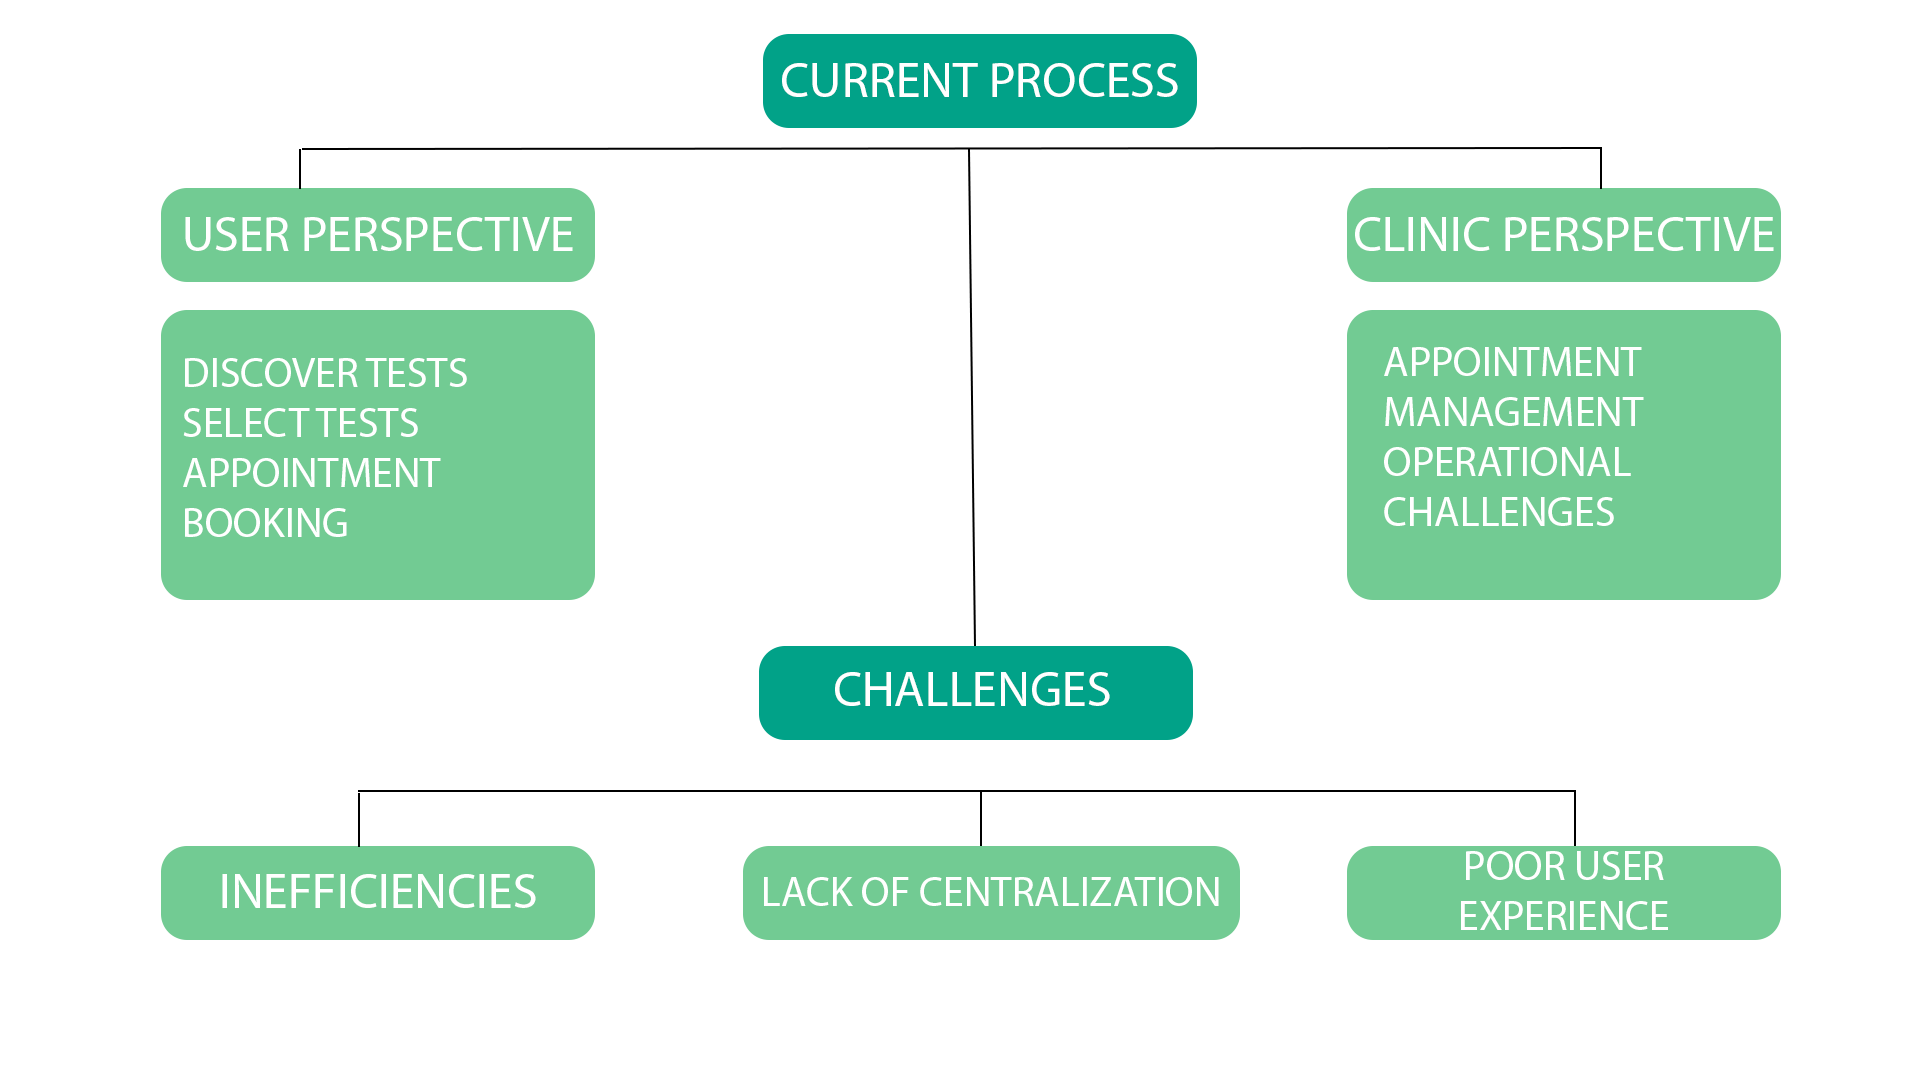 CURRENT PROCESS
USER PERSPECTIVE
CLINIC PERSPECTIVE
DISCOVER TESTS
SELECT TESTS
APPOINTMENT
BOOKING
APPOINTMENT
MANAGEMENT
OPERATIONAL
CHALLENGES
CHALLENGES
INEFFICIENCIES
LACK OF CENTRALIZATION
POOR USER
EXPERIENCE